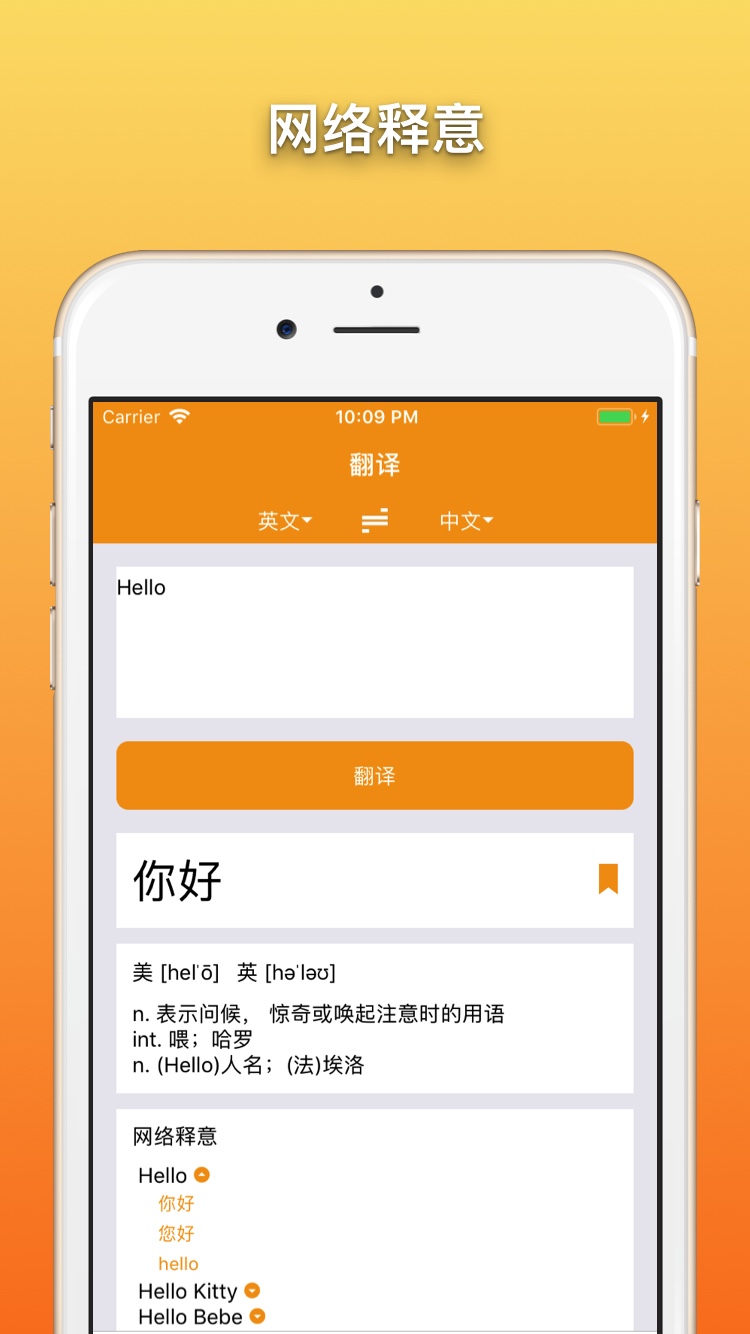 网络释意
Carrier 10:09 PM
翻译
英文 中文
Hello
翻译
你好
美 [helˈō] 英 [həˈləʊ]
n. 表示问候， 惊奇或唤起注意时的用语
int. 喂；哈罗
n. (Hello)人名；(法)埃洛
网络释意
Hello
你好
您好
hello
Hello Kitty
Hello Bebe